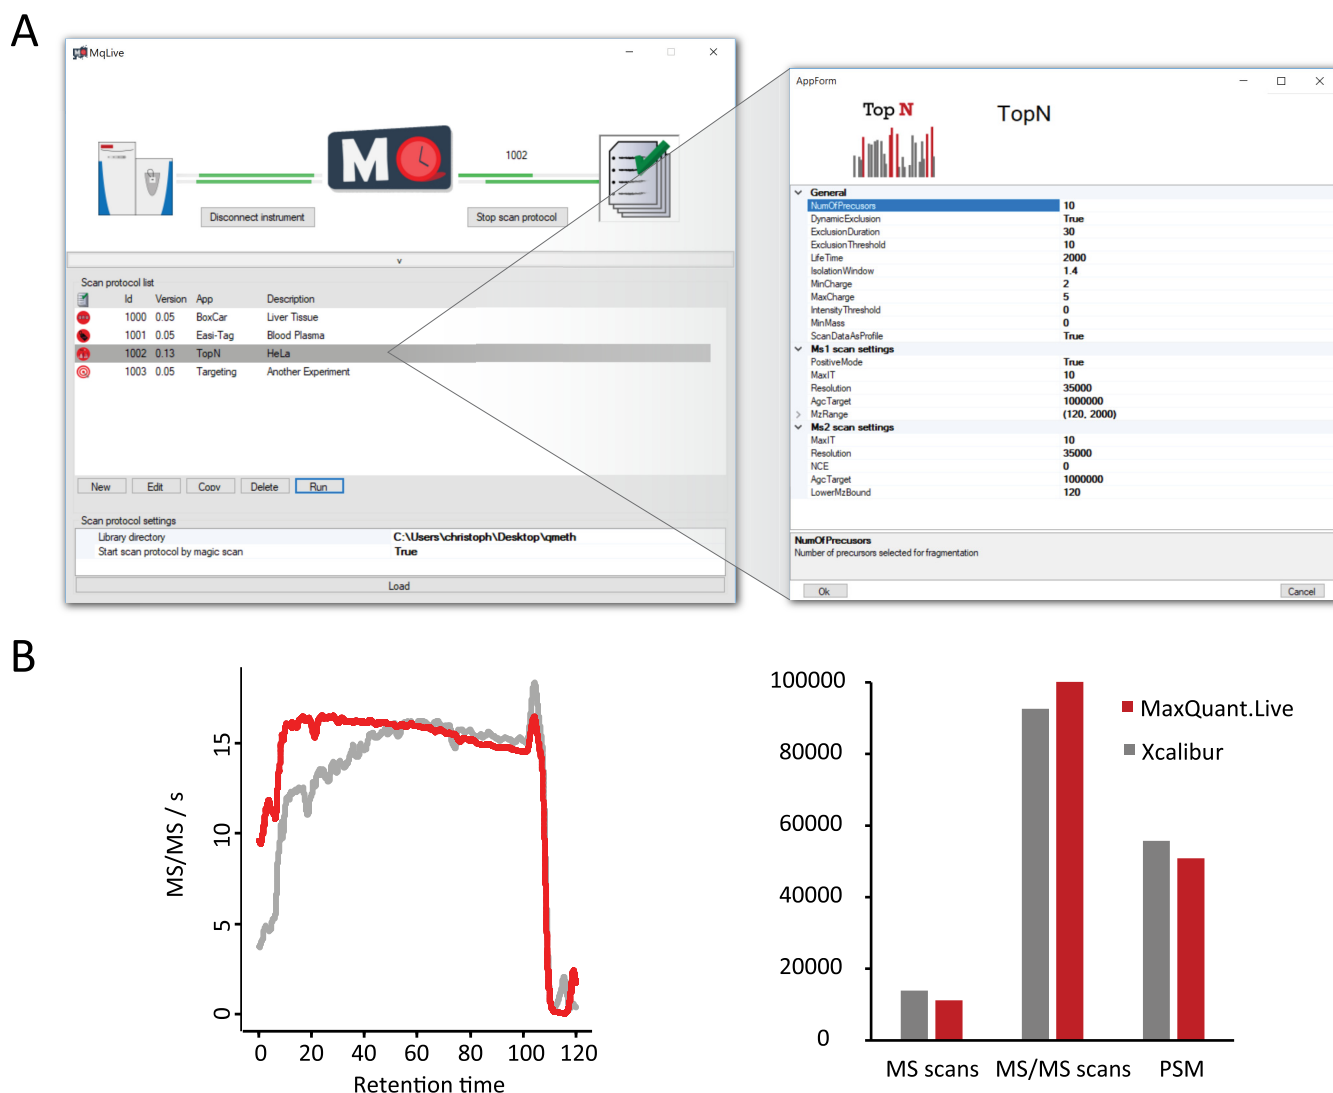 A
MqLive
1002
M
Disconnect instrument
Stop scan protocol
v
Scan protocol list
Id Version App Description
1000 0.05 BoxCar Liver Tissue
1001 0.05 Easi-Tag Blood Plasma
1002 0.13 TopN HeLa
1003 0.05 Targeting Another Experiment
New Edit Copy Delete Run
Scan protocol settings
Library directory C:\Users\christoph\Desktop\qmeth
Start scan protocol by magic scan True
Load
AppForm
Top N
TopN
General
NumOfPrecusors 10
DynamicExclusion True
ExclusionDuration 30
ExclusionThreshold 10
LifeTime 2000
IsolationWindow 1.4
MinCharge 2
MaxCharge 5
IntensityThreshold 0
MinMass 0
ScanDataAsProfile True
Ms1 scan settings
PositiveMode True
MaxIT 10
Resolution 35000
AgcTarget 1000000
MzRange (120, 2000)
Ms2 scan settings
MaxIT 10
Resolution 35000
NCE 0
AgcTarget 1000000
LowerMzBound 120
NumOfPrecusors
Number of precursors selected for fragmentation
Ok Cancel
B
MS/MS / s
15
10
5
0
0 20 40 60 80 100 120
Retention time
100000
80000
60000
40000
20000
0
MS scans MS/MS scans PSM
MaxQuant.Live
Xcalibur